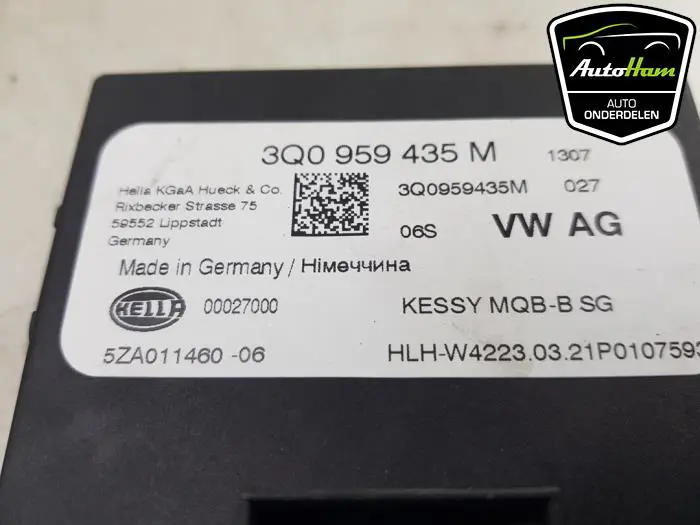 AutoHam
AUTO
ONDERDELEN
3Q0 959 435 M 1307
Hella KGaA Hueck & Co.
Rixbecker Strasse 75
59552 Lippstadt
Germany
3Q0959435M 027
06S VW AG
Made in Germany / Німеччина
HELLA 00027000 KESSY MQB-B SG
5ZA011460 -06 HLH-W4223.03.21P0107593